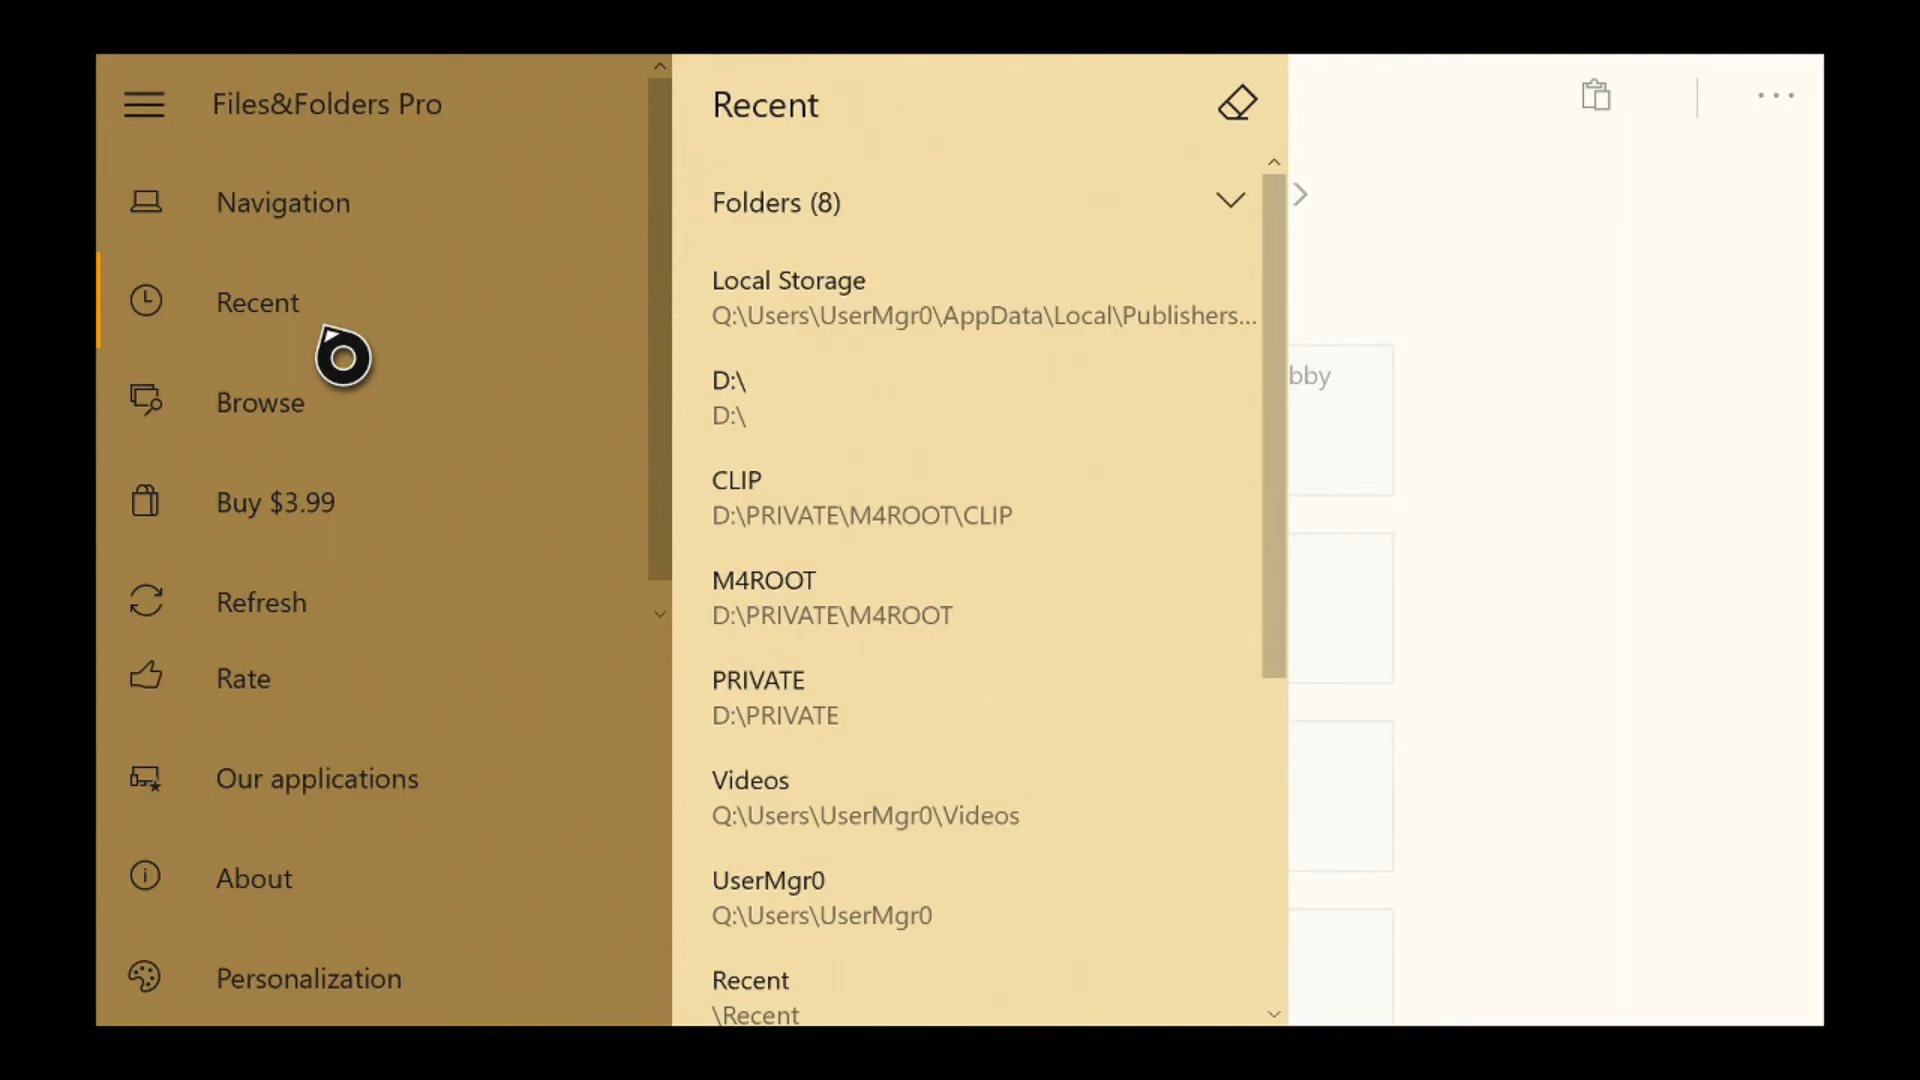 Files&Folders Pro
Navigation
Recent
Browse
Buy $3.99
Refresh
Rate
Our applications
About
Personalization
Recent
Folders (8)
Local Storage
Q:\Users\UserMgr0\AppData\Local\Publishers...
D:\
D:\
CLIP
D:\PRIVATE\M4ROOT\CLIP
M4ROOT
D:\PRIVATE\M4ROOT
PRIVATE
D:\PRIVATE
Videos
Q:\Users\UserMgr0\Videos
UserMgr0
Q:\Users\UserMgr0
Recent
\Recent
bby